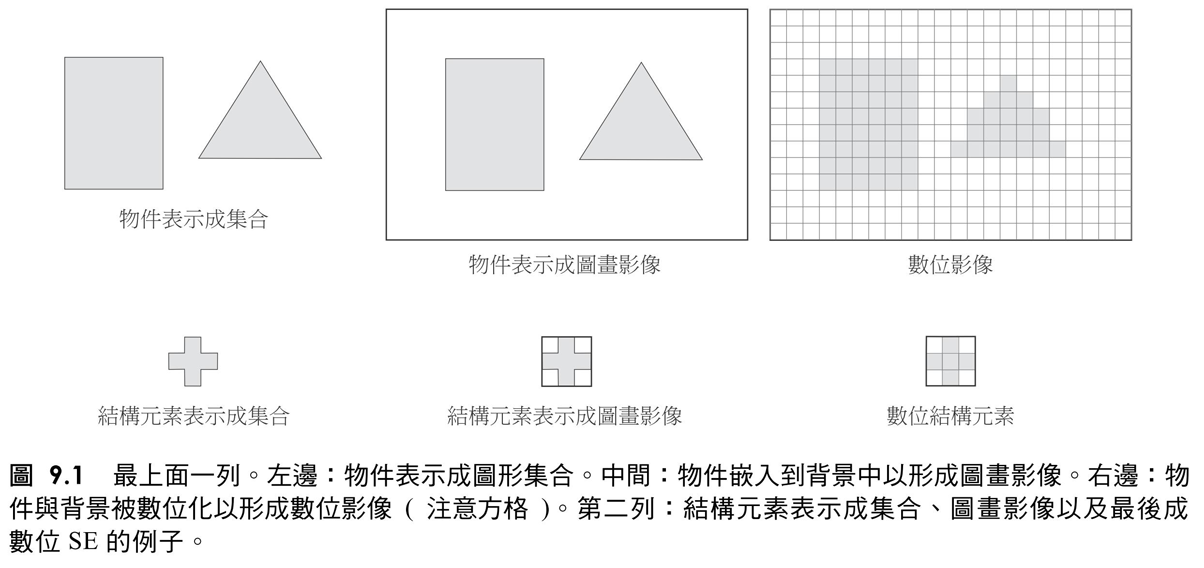 物件表示成集合
物件表示成圖畫影像
數位影像
結構元素表示成集合
結構元素表示成圖畫影像
數位結構元素
圖 9.1 最上面一列。左邊：物件表示成圖形集合。中間：物件嵌入到背景中以形成圖畫影像。右邊：物
件與背景被數位化以形成數位影像 ( 注意方格 )。第二列：結構元素表示成集合、圖畫影像以及最後成
數位 SE 的例子。